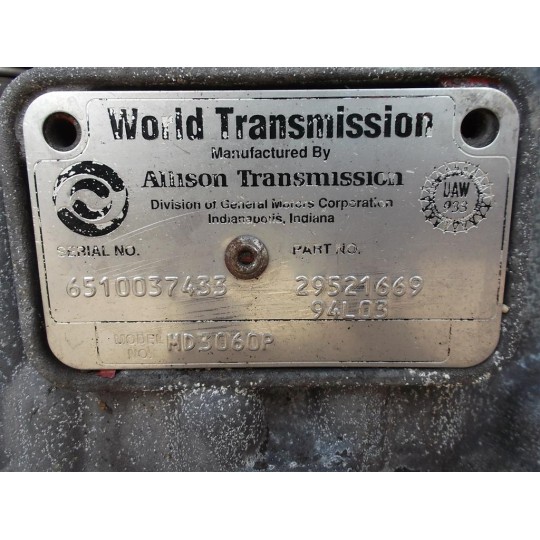 World Transmission
Manufactured By
Allison Transmission
Division of General Motors Corporation
Indianapolis, Indiana
UAW
933
SERIAL NO. PART NO.
6510037433 29521669
94L03
MODEL NO. MD3060P